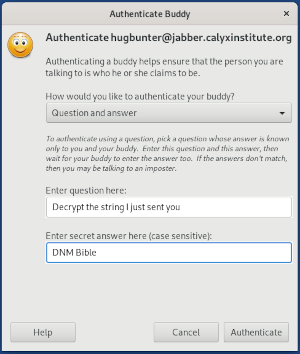 Authenticate Buddy
Authenticate hugbunter@jabber.calyxinstitute.org
Authenticating a buddy helps ensure that the person you are
talking to is who he or she claims to be.
How would you like to authenticate your buddy?
Question and answer
To authenticate using a question, pick a question whose answer is known
only to you and your buddy.  Enter this question and this answer, then
wait for your buddy to enter the answer too.  If the answers don't match,
then you may be talking to an imposter.
Enter question here:
Decrypt the string I just sent you
Enter secret answer here (case sensitive):
DNM Bible
Help
Cancel
Authenticate